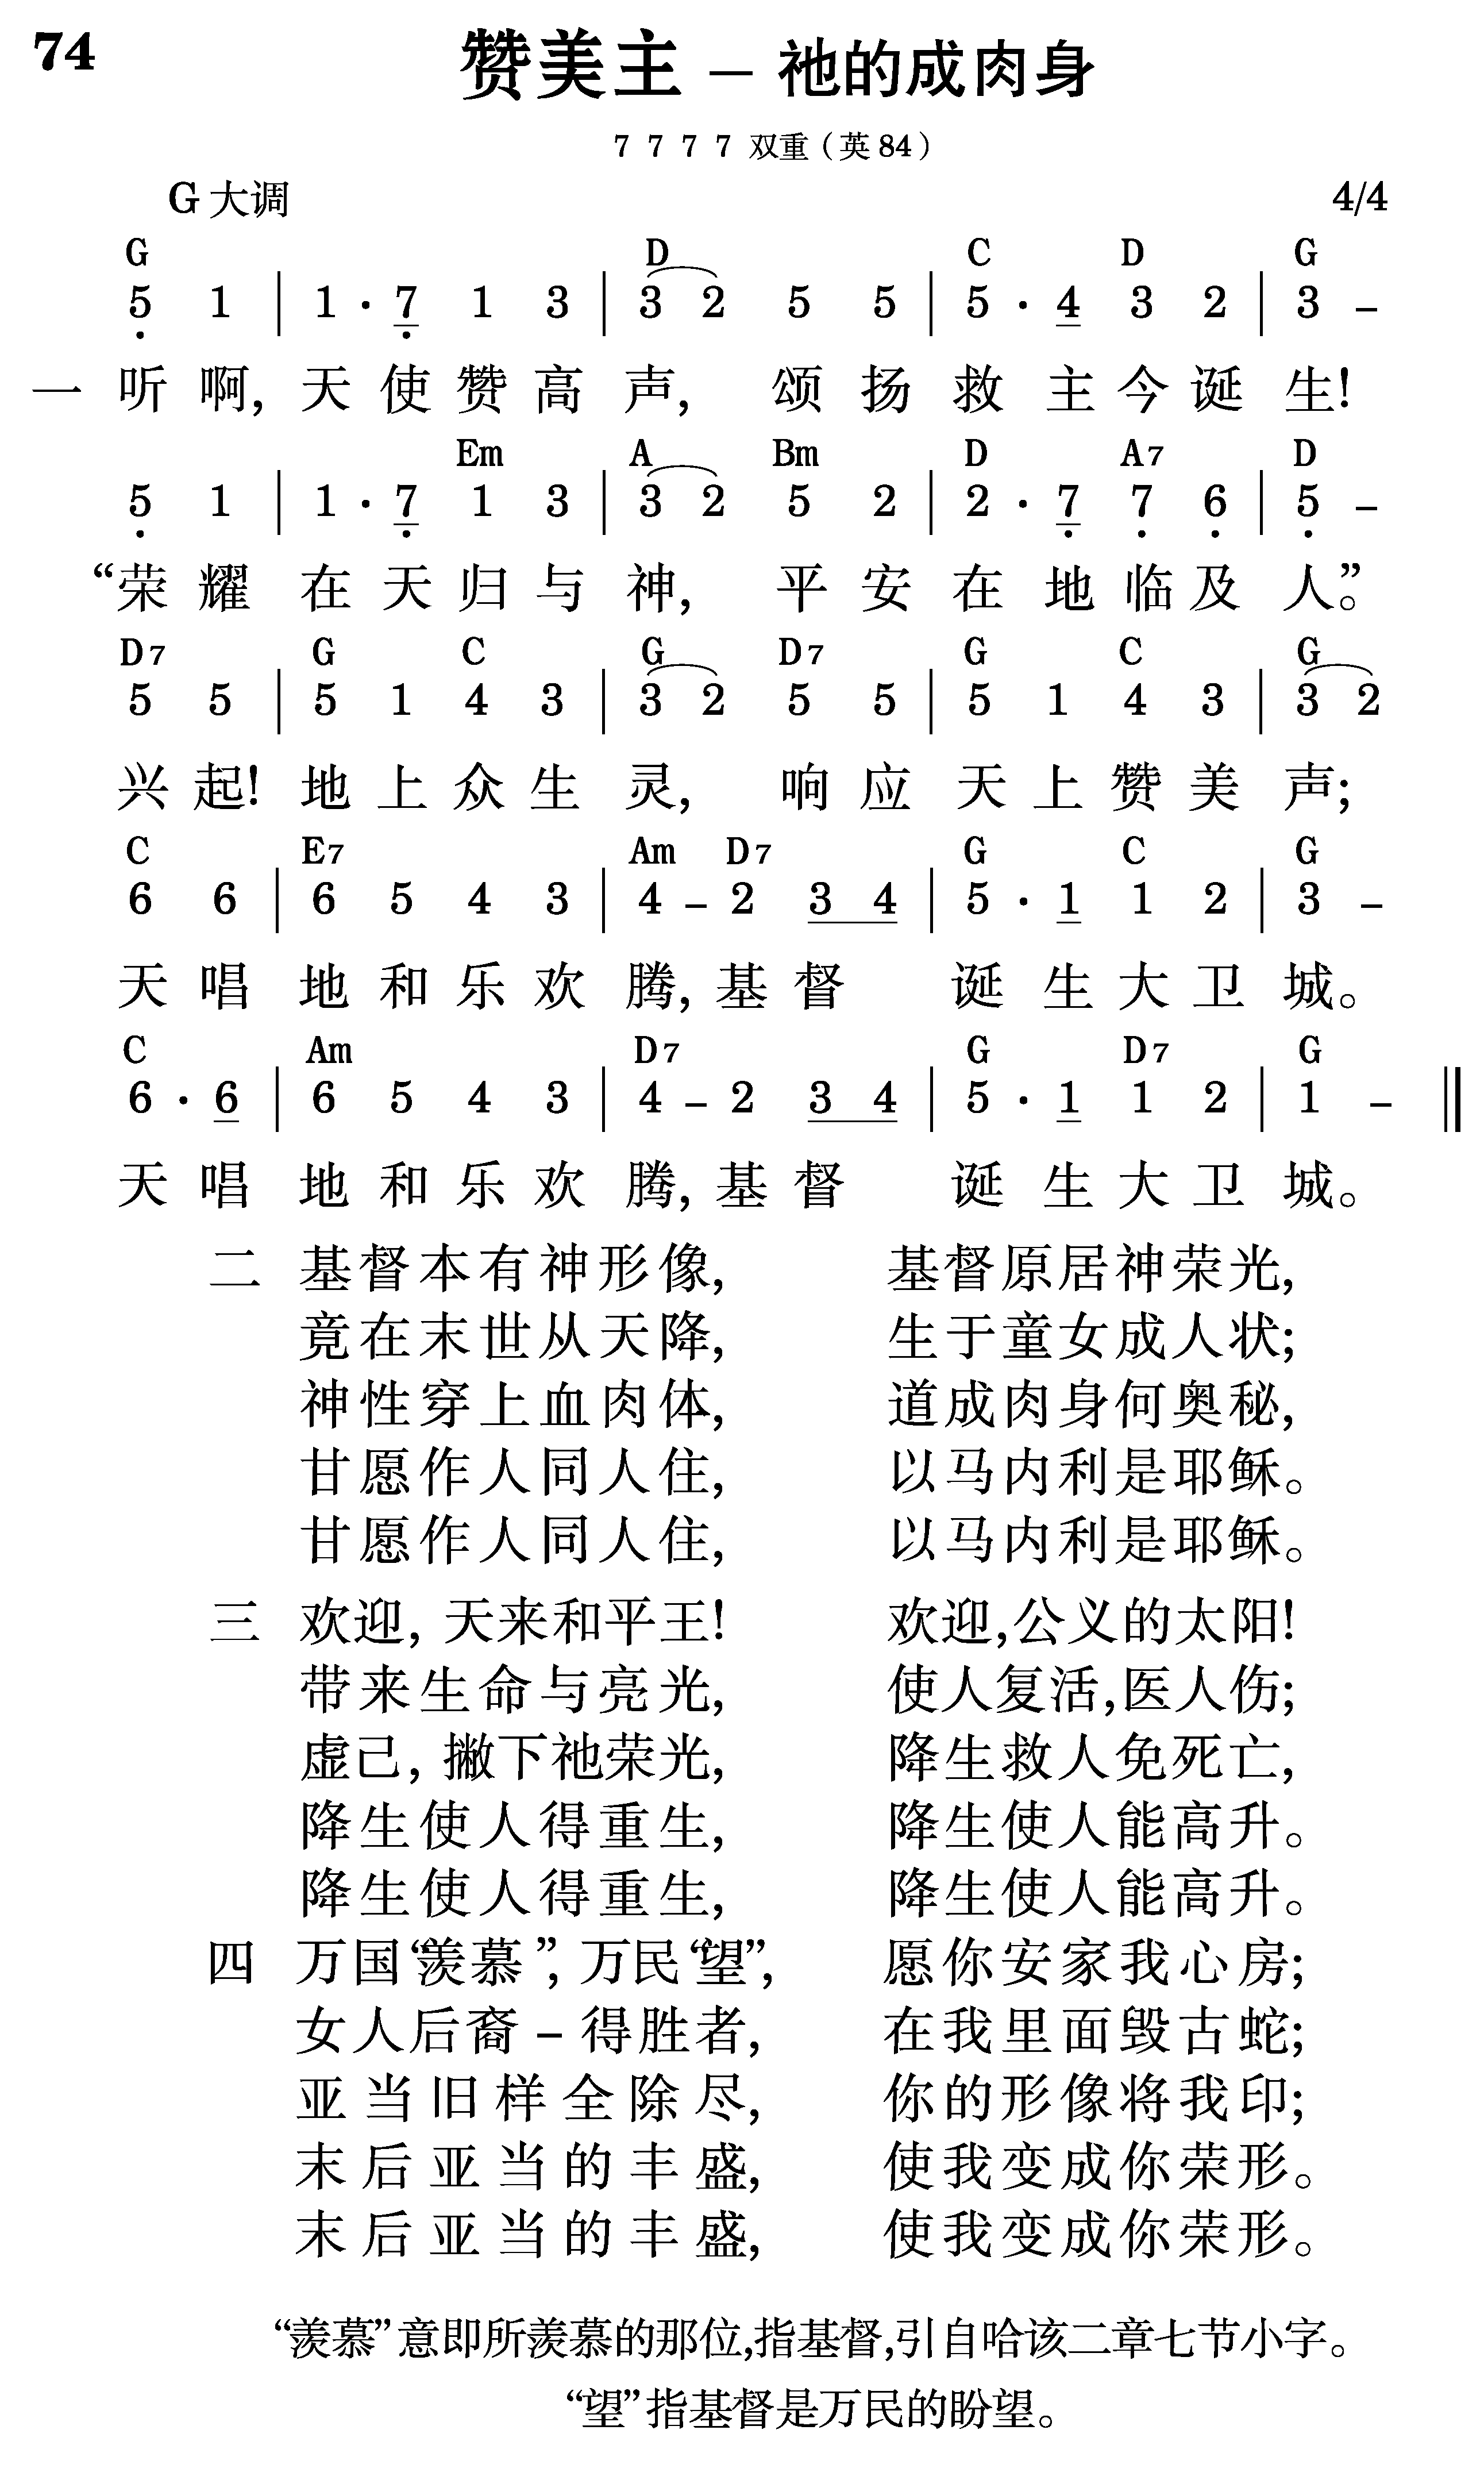 74
赞美主 – 祂的成肉身
7 7 7 7 双重（英 84）
G 大调 4/4
G D C D G
5 1 | 1 · 7 1 3 | 3 2 5 5 | 5 · 4 3 2 | 3 –
一 听啊, 天使赞高声, 颂扬救主今诞生!
Em A Bm D A7 D
5 1 | 1 · 7 1 3 | 3 2 5 2 | 2 · 7 7 6 | 5 –
“荣耀在天归与神, 平安在地临及人”。
D7 G C G D7 G C G
5 5 | 5 1 4 3 | 3 2 5 5 | 5 1 4 3 | 3 2
兴起! 地上众生灵, 响应天上赞美声;
C E7 Am D7 G C G
6 6 | 6 5 4 3 | 4 – 2 3 4 | 5 · 1 1 2 | 3 –
天唱地和乐欢腾, 基督诞生大卫城。
C Am D7 G D7 G
6 · 6 | 6 5 4 3 | 4 – 2 3 4 | 5 · 1 1 2 | 1 – ‖
天唱地和乐欢腾, 基督诞生大卫城。
二 基督本有神形像, 基督原居神荣光,
竟在末世从天降, 生于童女成人状;
神性穿上血肉体, 道成肉身何奥秘,
甘愿作人同人住, 以马内利是耶稣。
甘愿作人同人住, 以马内利是耶稣。
三 欢迎, 天来和平王! 欢迎,公义的太阳!
带来生命与亮光, 使人复活,医人伤;
虚己, 撇下祂荣光, 降生救人免死亡,
降生使人得重生, 降生使人能高升。
降生使人得重生, 降生使人能高升。
四 万国“羡慕”, 万民“望”, 愿你安家我心房;
女人后裔 – 得胜者, 在我里面毁古蛇;
亚当旧样全除尽, 你的形像将我印;
末后亚当的丰盛, 使我变成你荣形。
末后亚当的丰盛, 使我变成你荣形。
“羡慕”意即所羡慕的那位,指基督,引自哈该二章七节小字。
“望”指基督是万民的盼望。